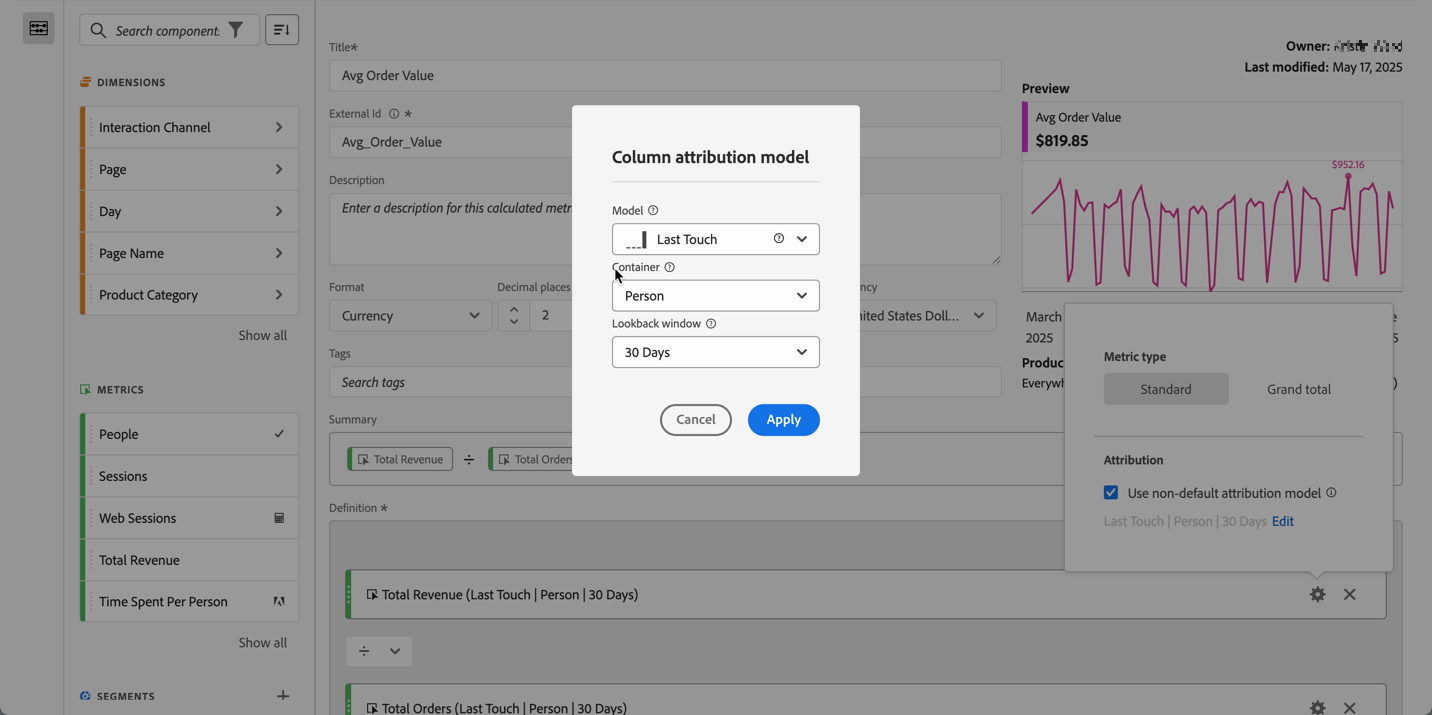 Search component
DIMENSIONS
Interaction Channel
Page
Day
Page Name
Product Category
Show all
METRICS
People
Sessions
Web Sessions
Total Revenue
Time Spent Per Person
Show all
SEGMENTS
Title*
Avg Order Value
External Id *
Avg_Order_Value
Description
Enter a description for this calculated metr
Format
Decimal places
ncy
Currency
2
nited States Doll...
Tags
Search tags
Summary
Total Revenue ÷ Total Orders
Definition *
Total Revenue (Last Touch | Person | 30 Days)
÷
Total Orders (Last Touch | Person | 30 Days)
Column attribution model
Model
Last Touch
Container
Person
Lookback window
30 Days
Cancel
Apply
Owner:
Last modified: May 17, 2025
Preview
Avg Order Value
$819.85
$952.16
March
2025
e
5
Produc
Everywh
)
Metric type
Standard
Grand total
Attribution
Use non-default attribution model
Last Touch | Person | 30 Days Edit